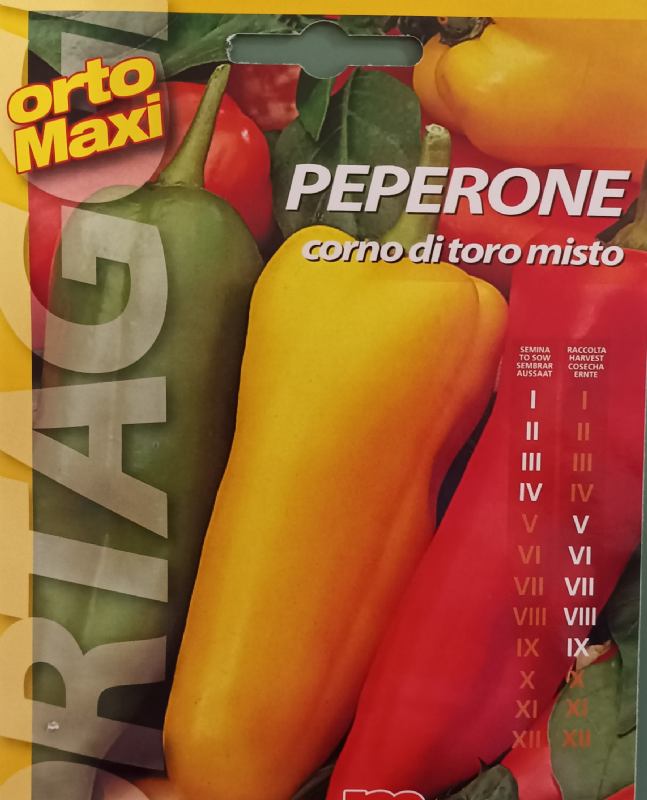 orto
Maxi
PEPERONE
corno di toro misto
SEMINA
TO SOW
SEMBRAR
AUSSAAT
RACCOLTA
HARVEST
COSECHA
ERNTE
I I
II II
III III
IV IV
V V
VI VI
VII VII
VIII VIII
IX IX
X X
XI XI
XII XII